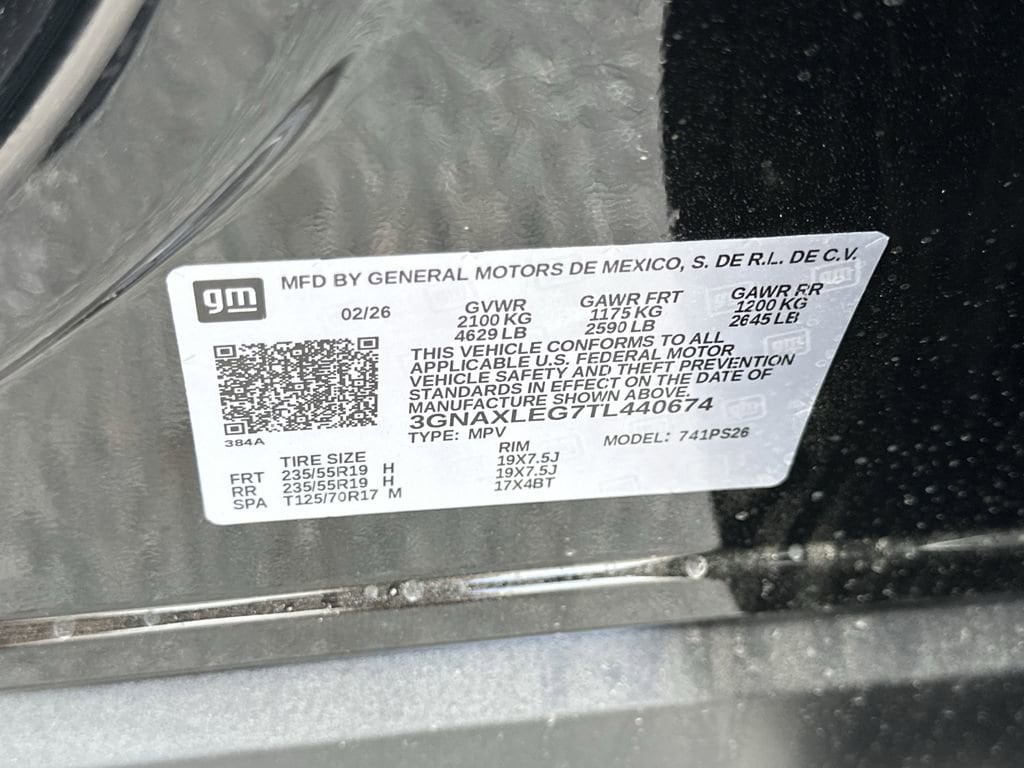 MFD BY GENERAL MOTORS DE MEXICO, S. DE R.L. DE C.V.
gm
02/26 GVWR GAWR FRT GAWR RR
2100 KG 1175 KG 1200 KG
4629 LB 2590 LB 2645 LB
THIS VEHICLE CONFORMS TO ALL
APPLICABLE U.S. FEDERAL MOTOR
VEHICLE SAFETY AND THEFT PREVENTION
STANDARDS IN EFFECT ON THE DATE OF
MANUFACTURE SHOWN ABOVE.
3GNAXLEG7TL440674
TYPE: MPV MODEL: 741PS26
384A
TIRE SIZE RIM
FRT 235/55R19 H 19X7.5J
RR 235/55R19 H 19X7.5J
SPA T125/70R17 M 17X4BT